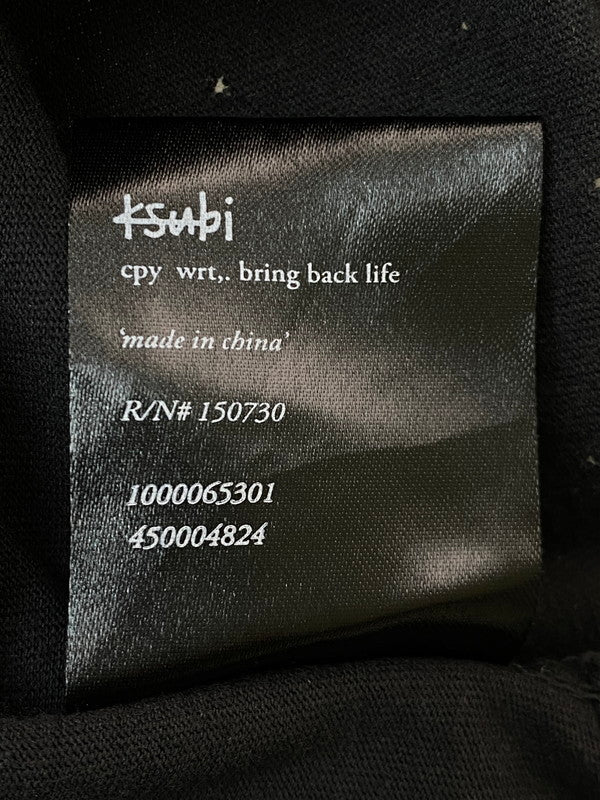 ksubi
cpy wrt,. bring back life
'made in china'
R/N# 150730
1000065301
450004824